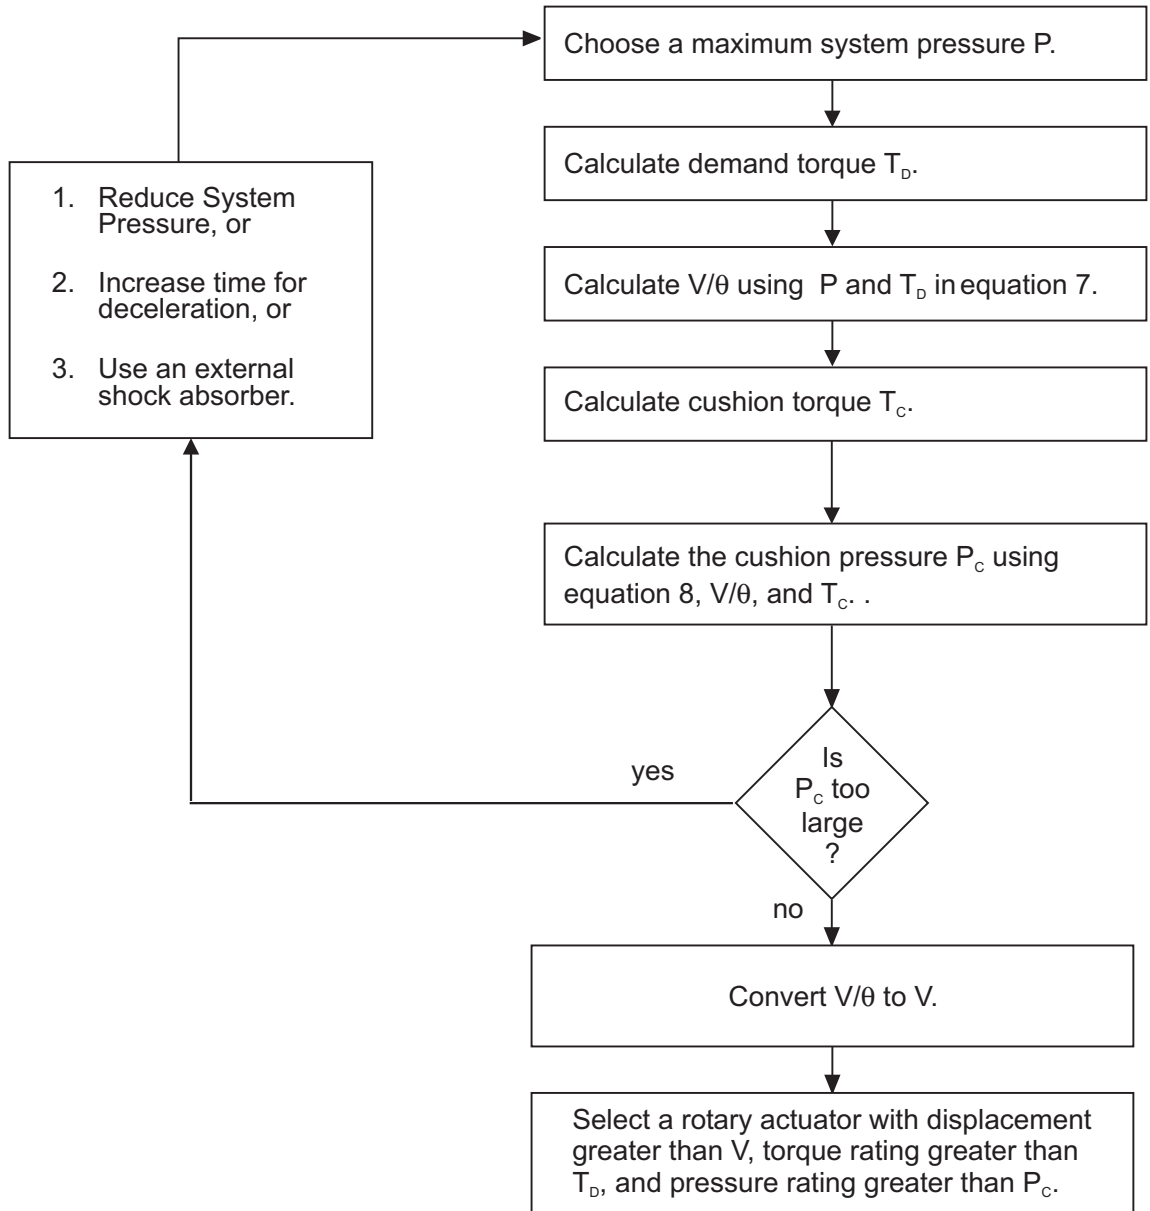 Choose a maximum system pressure P.
Calculate demand torque T_D.
Calculate V/θ using P and T_D in equation 7.
Calculate cushion torque T_C.
Calculate the cushion pressure P_C using
equation 8, V/θ, and T_C. .
Is
P_C too
large
?
yes
1. Reduce System
Pressure, or
2. Increase time for
deceleration, or
3. Use an external
shock absorber.
no
Convert V/θ to V.
Select a rotary actuator with displacement
greater than V, torque rating greater than
T_D, and pressure rating greater than P_C.